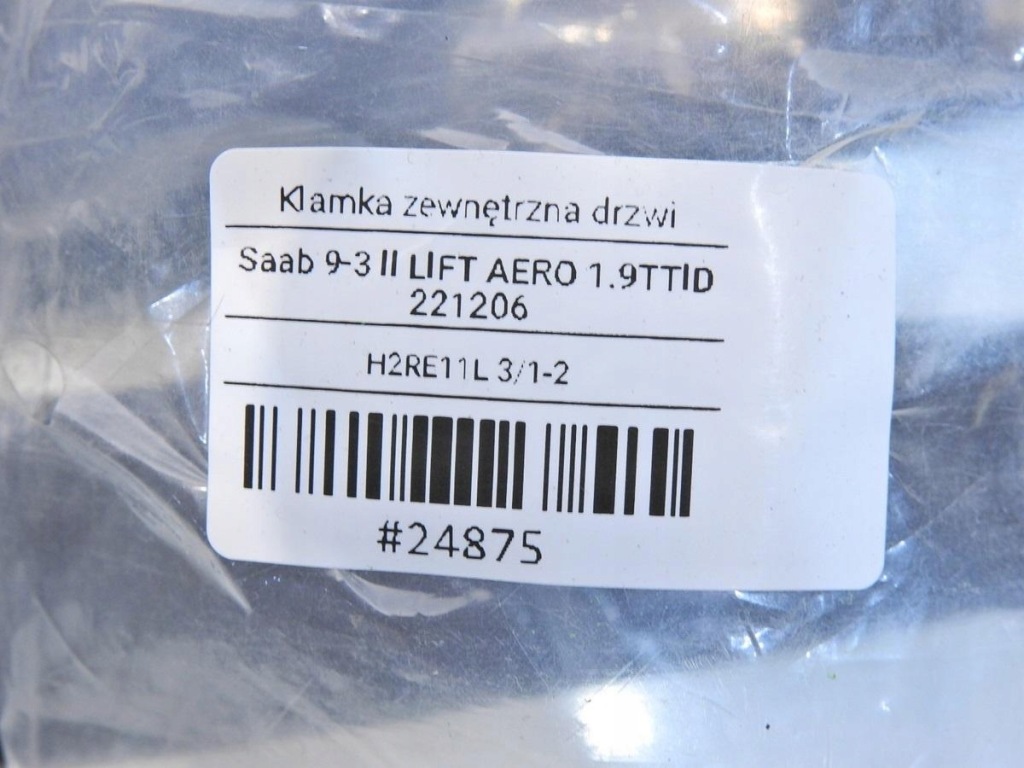 Klamka zewnętrzna drzwi
Saab 9-3 II LIFT AERO 1.9TTID
221206
H2RE11L 3/1-2
#24875